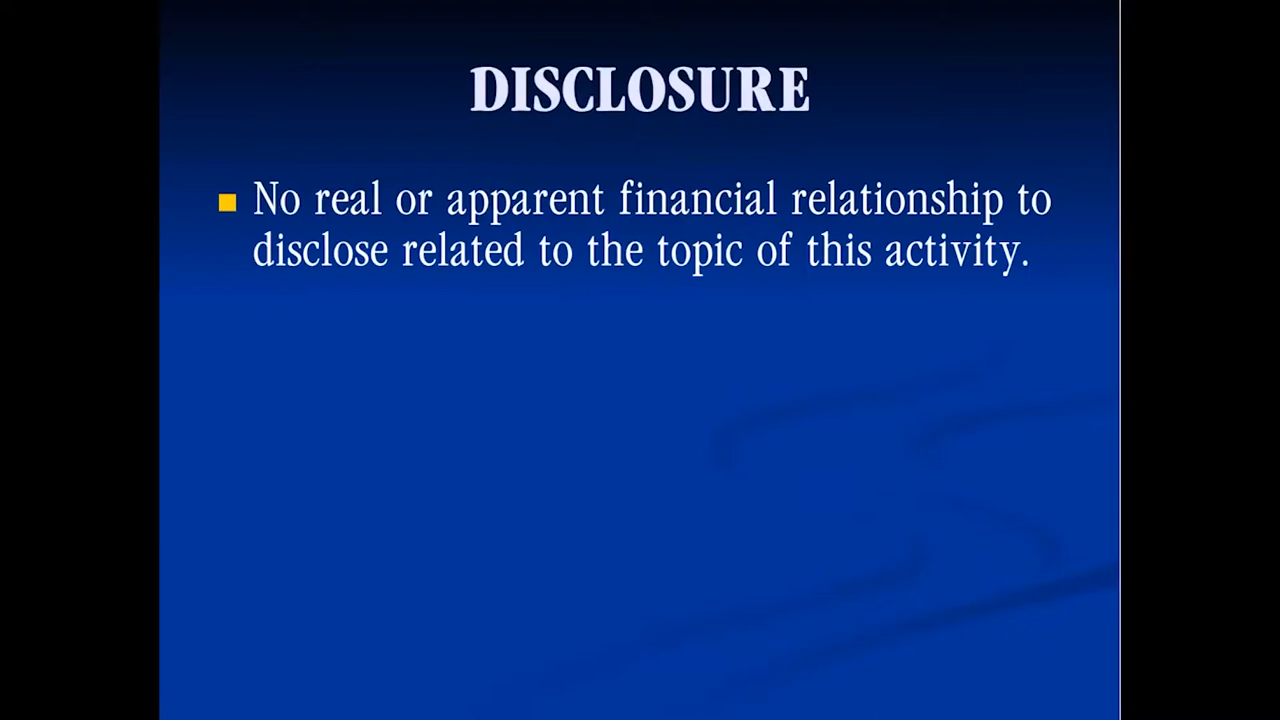 DISCLOSURE
No real or apparent financial relationship to
disclose related to the topic of this activity.